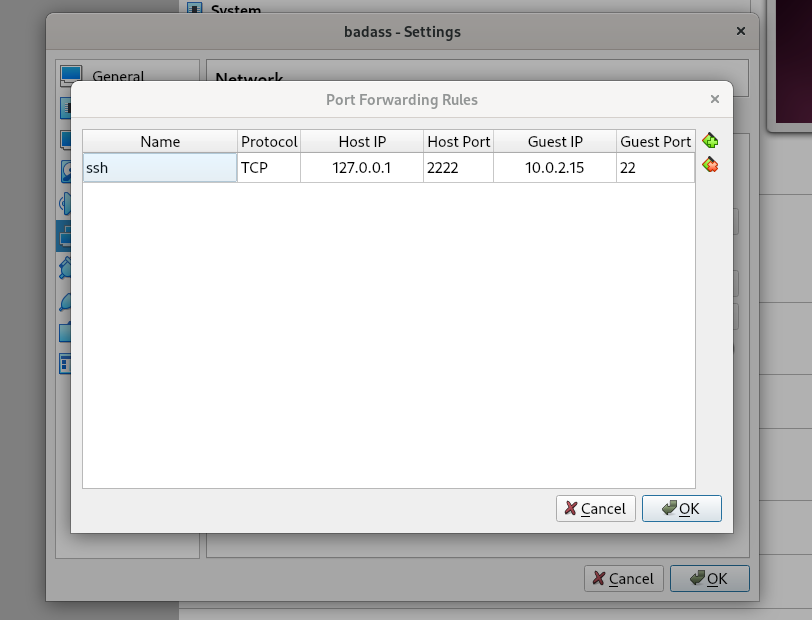 System
badass - Settings
General
Network
Port Forwarding Rules
Name Protocol Host IP Host Port Guest IP Guest Port
ssh TCP 127.0.0.1 2222 10.0.2.15 22
Cancel OK
Cancel OK